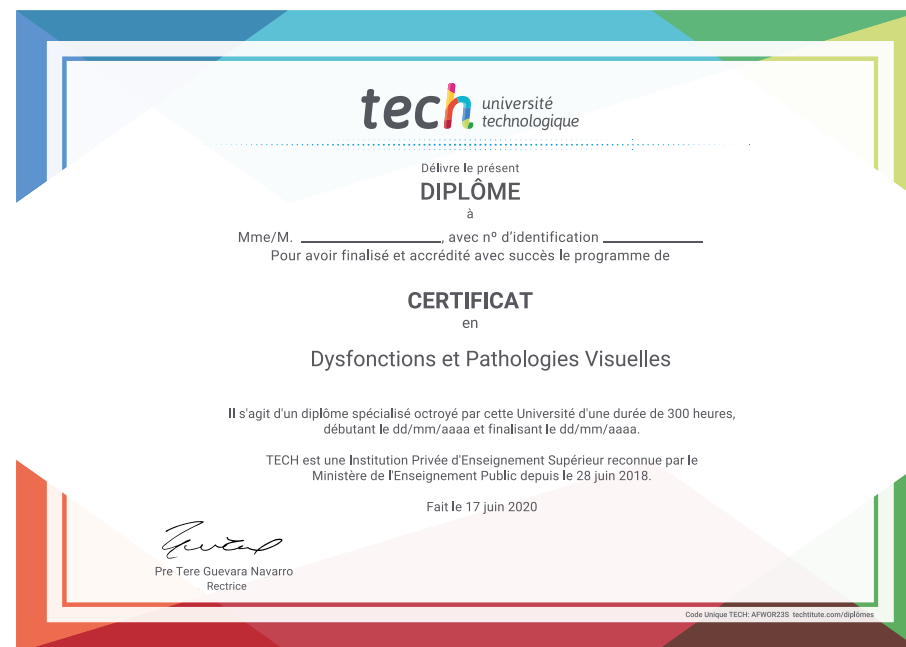 tech université
technologique
Délivre le présent
DIPLÔME
à
Mme/M. ____________________, avec nº d'identification ______________
Pour avoir finalisé et accrédité avec succès le programme de
CERTIFICAT
en
Dysfonctions et Pathologies Visuelles
Il s'agit d'un diplôme spécialisé octroyé par cette Université d'une durée de 300 heures,
débutant le dd/mm/aaaa et finalisant le dd/mm/aaaa.
TECH est une Institution Privée d'Enseignement Supérieur reconnue par le
Ministère de l'Enseignement Public depuis le 28 juin 2018.
Fait le 17 juin 2020
Pre Tere Guevara Navarro
Rectrice
Code Unique TECH: AFWOR23S techtitute.com/diplômes